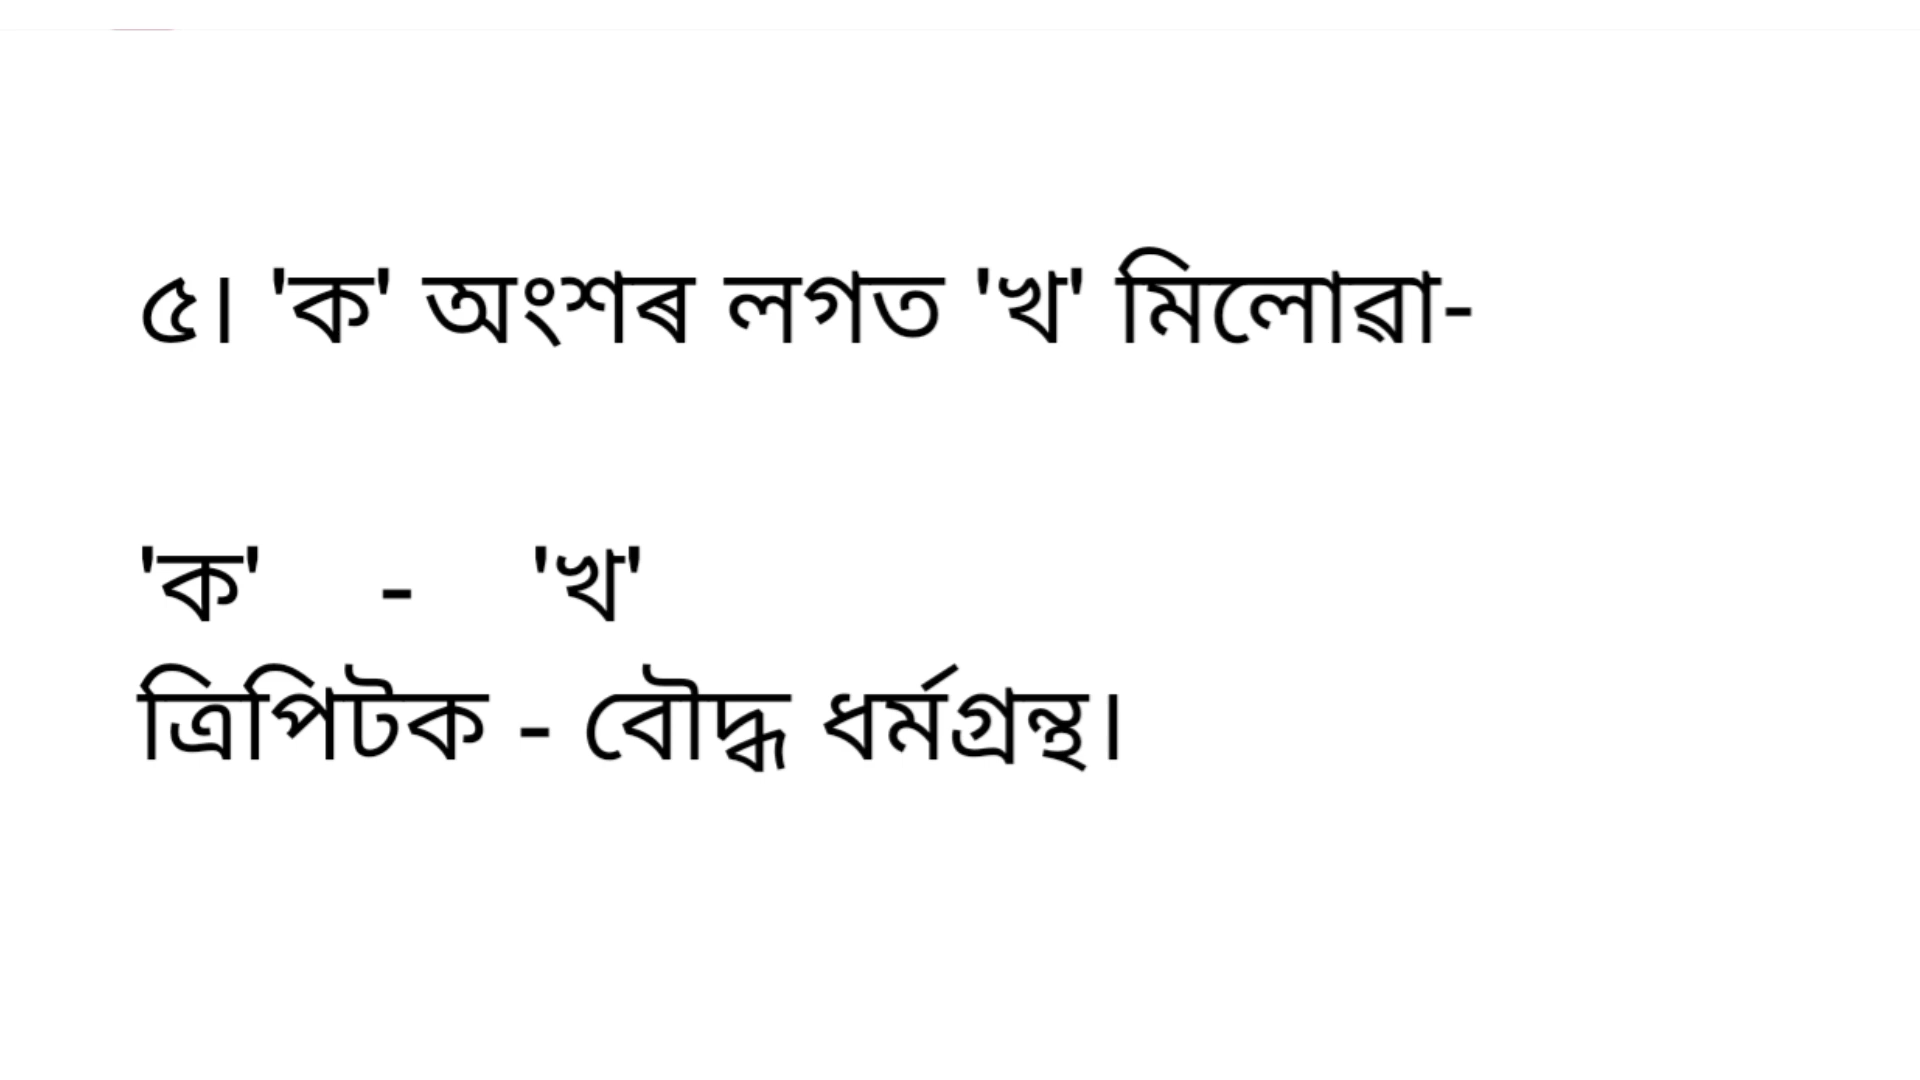 ৫। 'ক' অংশৰ লগত 'খ' মিলোৱা-
'ক' - 'খ'
ত্ৰিপিটক - বৌদ্ধ ধৰ্মগ্ৰন্থ।